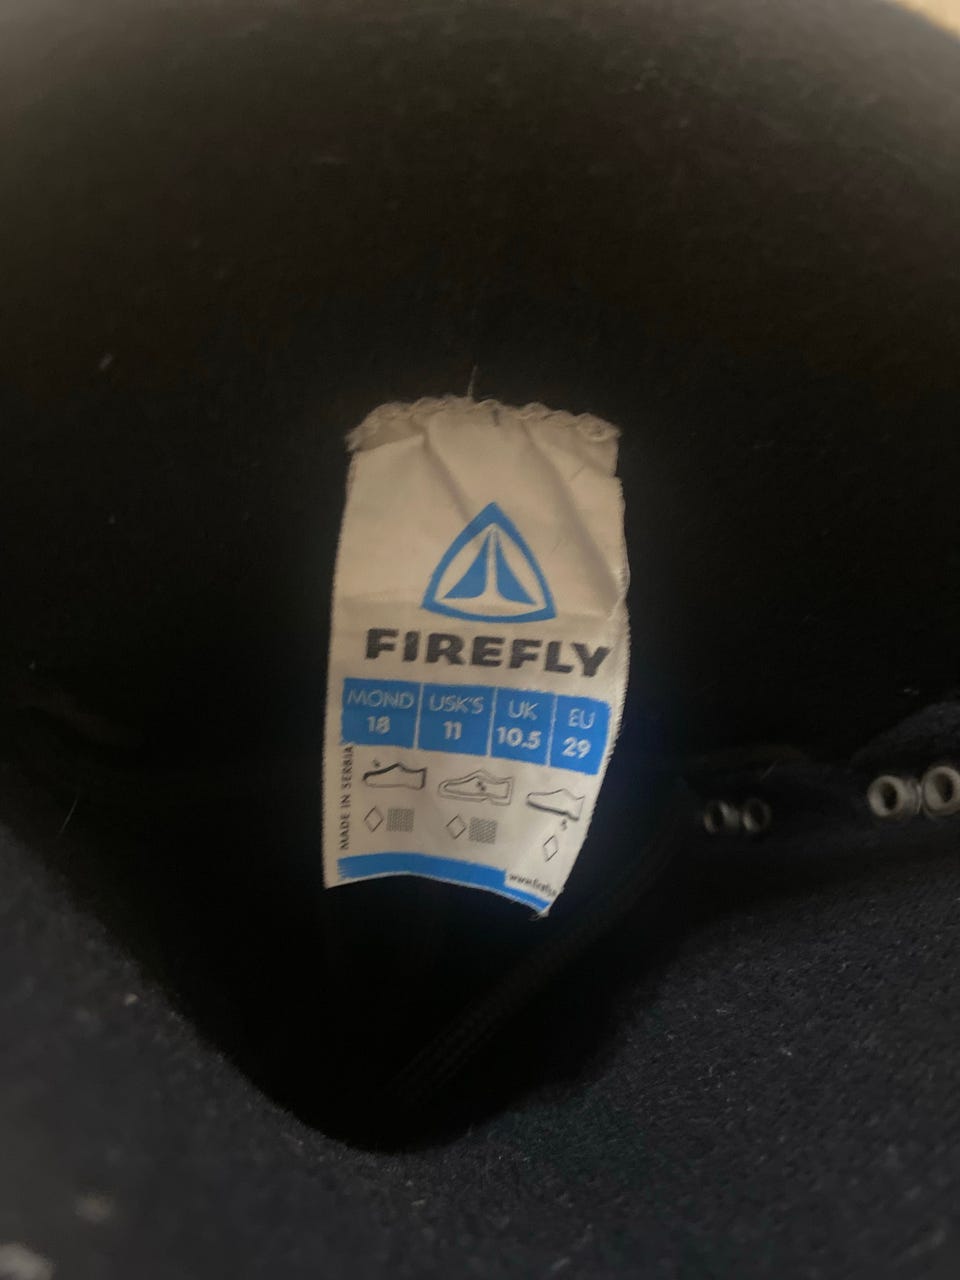 FIREFLY
MOND USK'S UK EU
18 11 10.5 29
MADE IN SERBIA